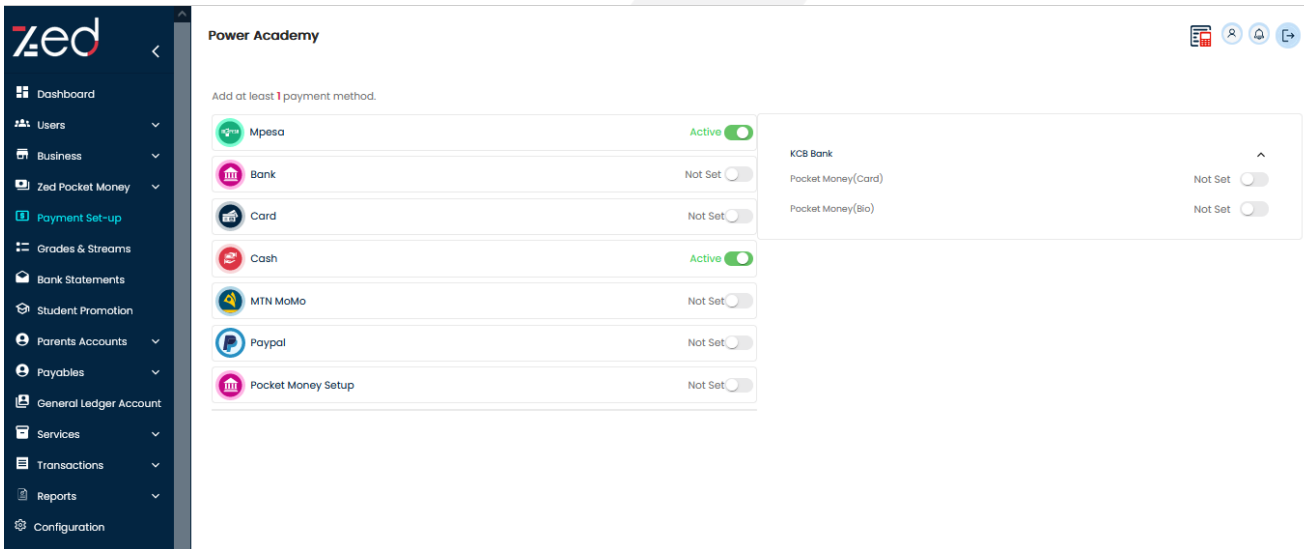 zed
Dashboard
Users
Business
Zed Pocket Money
Payment Set-up
Grades & Streams
Bank Statements
Student Promotion
Parents Accounts
Payables
General Ledger Account
Services
Transactions
Reports
Configuration
Power Academy
Add at least 1 payment method.
Mpesa Active
Bank Not Set
Card Not Set
Cash Active
MTN MoMo Not Set
Paypal Not Set
Pocket Money Setup Not Set
KCB Bank
Pocket Money(Card) Not Set
Pocket Money(Bio) Not Set